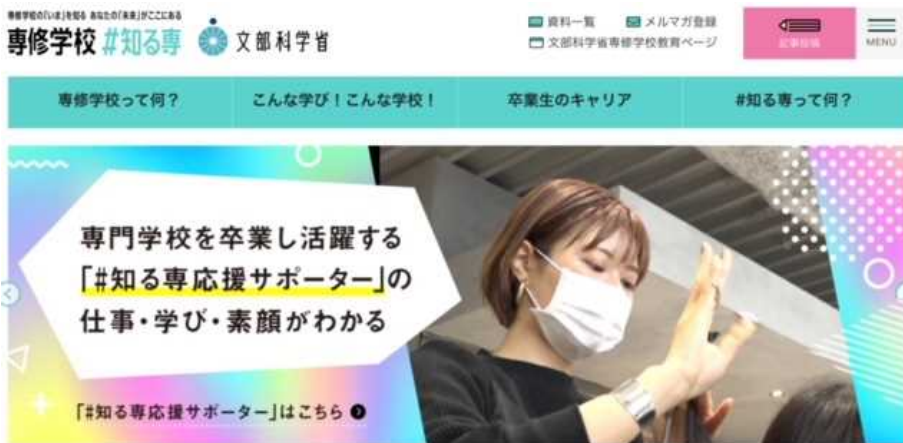 専修学校の「いま」を知る あなたの「未来」がここにある
専修学校 #知る専
文部科学省
資料一覧
メルマガ登録
文部科学省専修学校教育ページ
記事投稿
MENU
専修学校って何？
こんな学び！こんな学校！
卒業生のキャリア
#知る専って何？
専門学校を卒業し活躍する
「#知る専応援サポーター」の
仕事・学び・素顔がわかる
「#知る専応援サポーター」はこちら